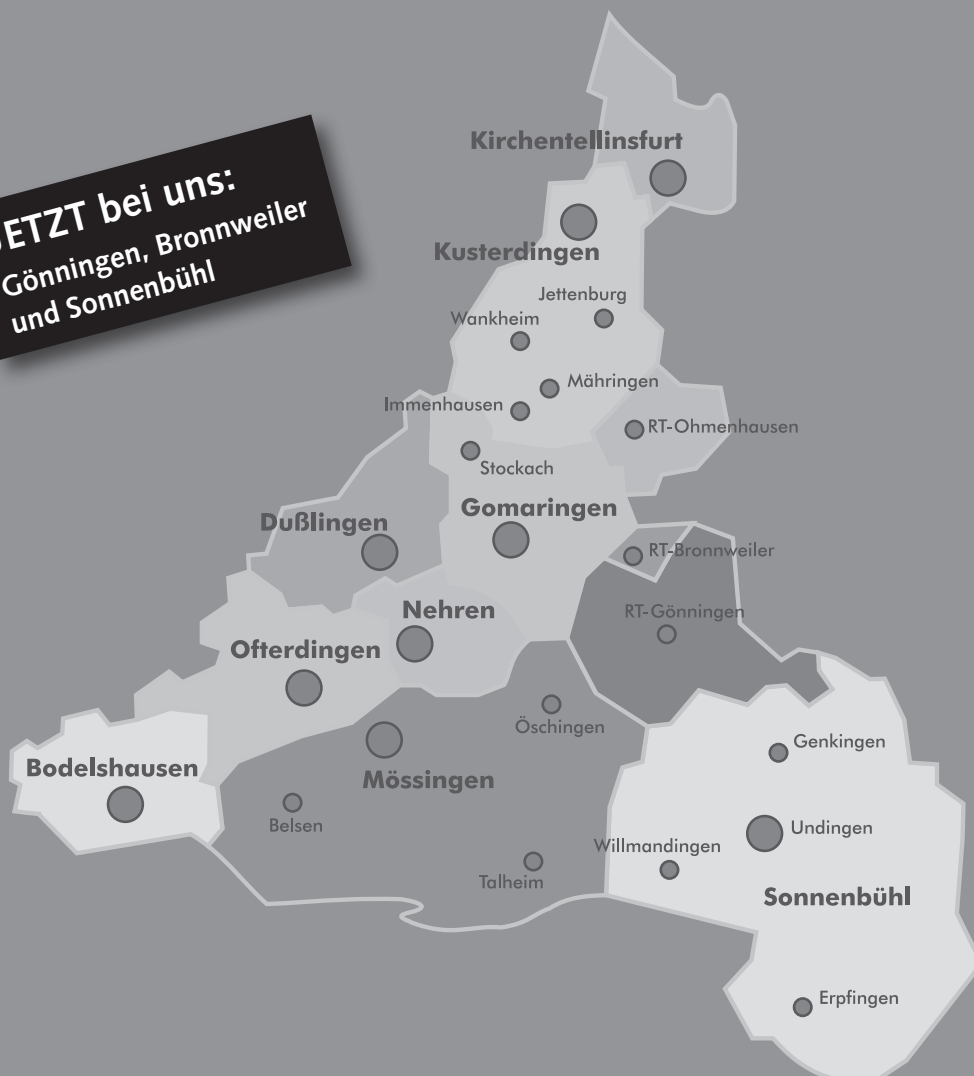 JETZT bei uns:
Gönningen, Bronnweiler
und Sonnenbühl
Kirchentellinsfurt
Kusterdingen
Jettenburg
Wankheim
Mähringen
Immenhausen
RT-Ohmenhausen
Stockach
Gomaringen
Dußlingen
RT-Bronnweiler
Nehren
RT-Gönningen
Ofterdingen
Öschingen
Genkingen
Bodelshausen
Mössingen
Belsen
Undingen
Willmandingen
Talheim
Sonnenbühl
Erpfingen